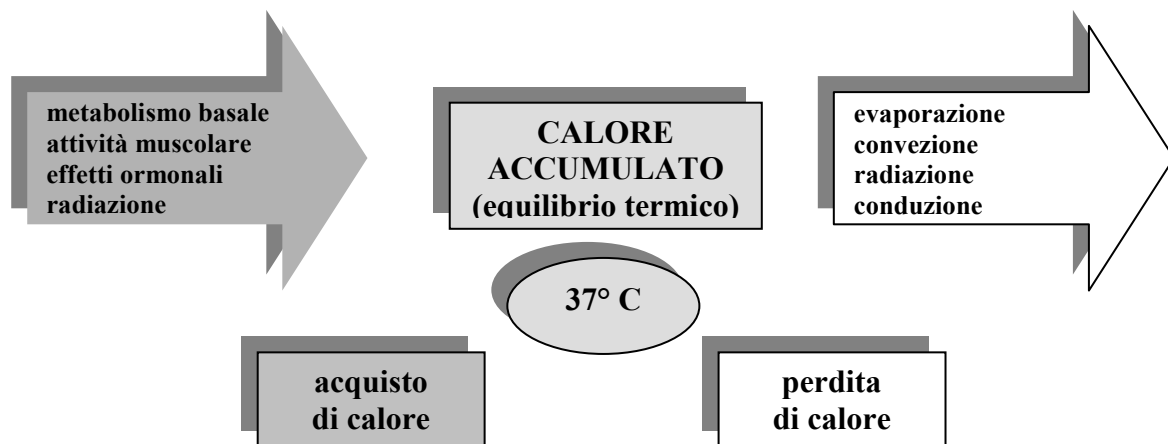 metabolismo basale
attività muscolare
effetti ormonali
radiazione
CALORE
ACCUMULATO
(equilibrio termico)
evaporazione
convezione
radiazione
conduzione
37° C
acquisto
di calore
perdita
di calore